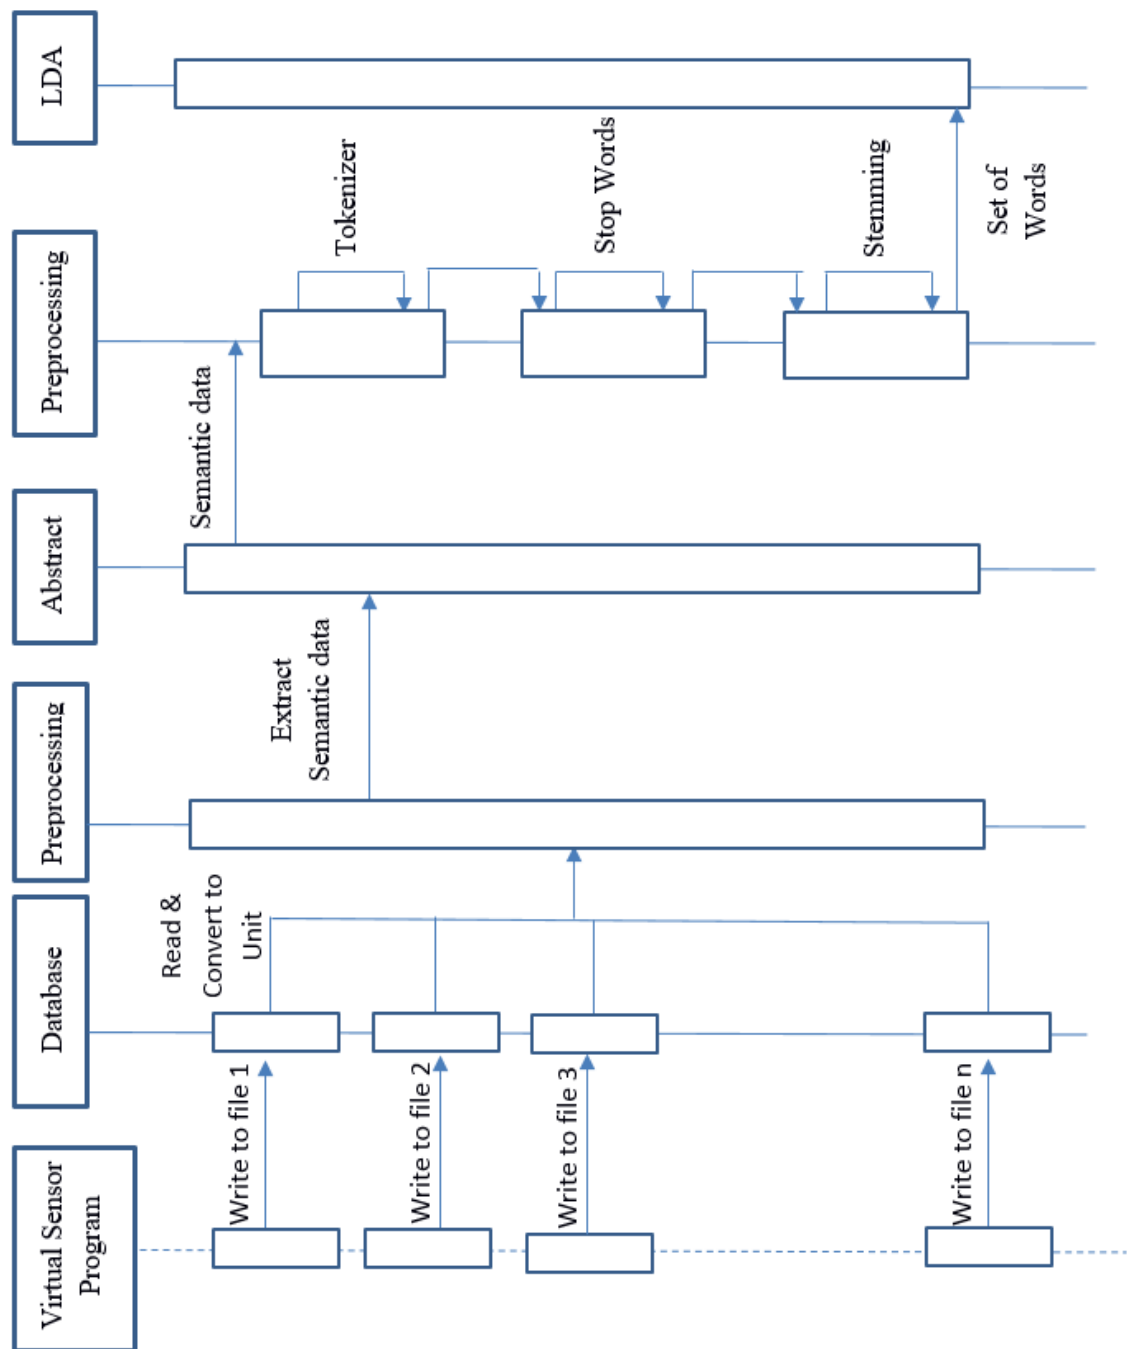 Virtual Sensor
Program
Database
Preprocessing
Abstract
Preprocessing
LDA
Write to file 1
Write to file 2
Write to file 3
Write to file n
Read &
Convert to
Unit
Extract
Semantic data
Semantic data
Tokenizer
Stop Words
Stemming
Set of
Words